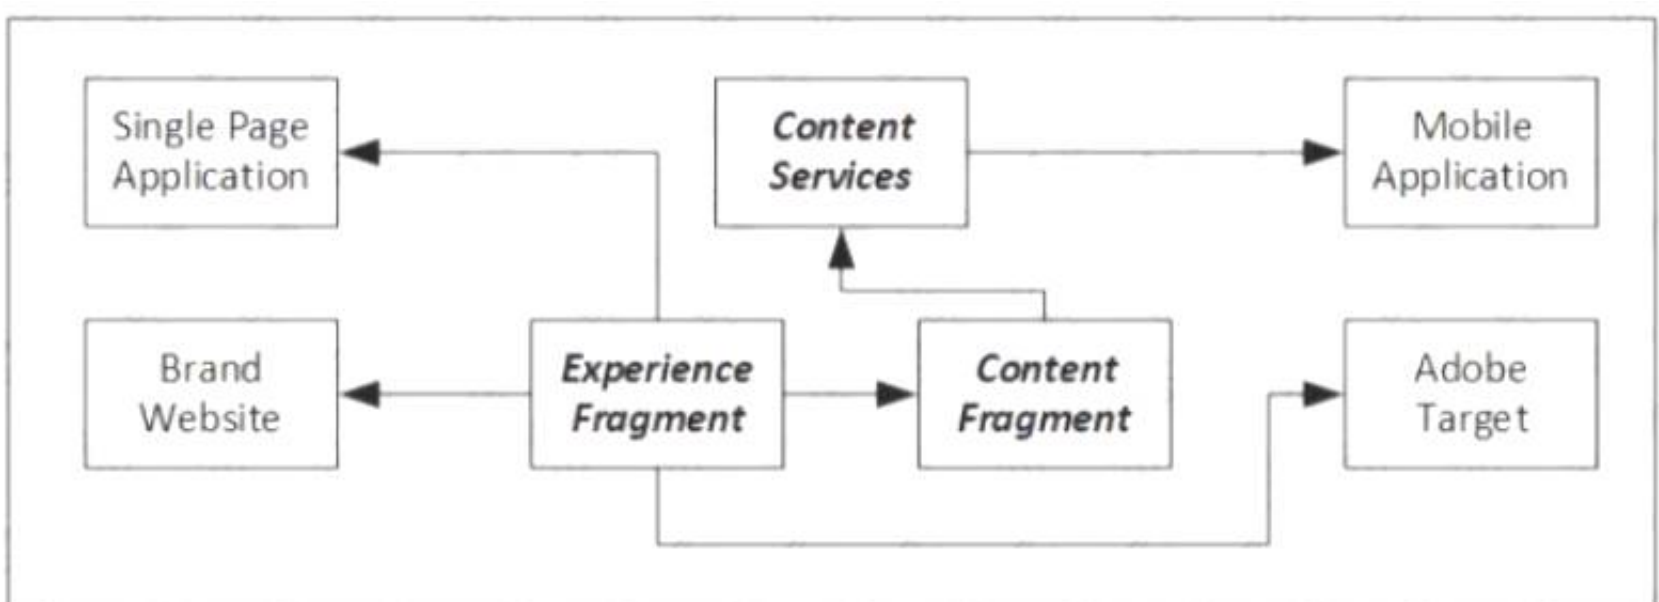 Single Page
Application
Content
Services
Mobile
Application
Brand
Website
Experience
Fragment
Content
Fragment
Adobe
Target